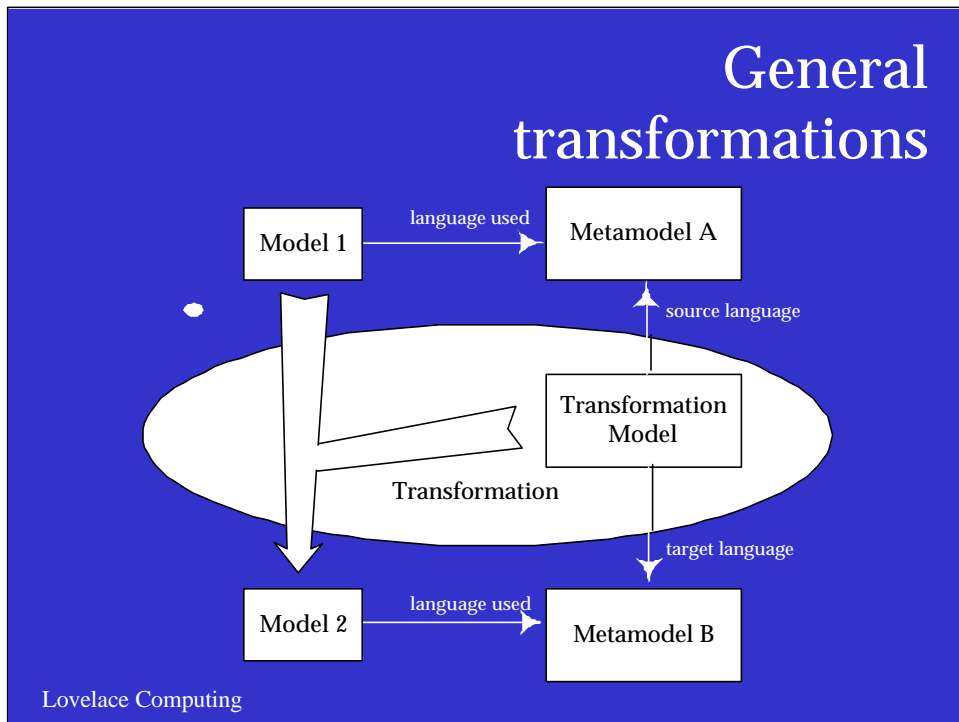 General
transformations
Model 1
language used
Metamodel A
source language
Transformation
Model
Transformation
target language
Model 2
language used
Metamodel B
Lovelace Computing